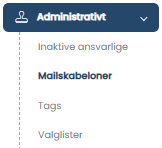 Administrativt
Inaktive ansvarlige
Mailskabeloner
Tags
Valglister